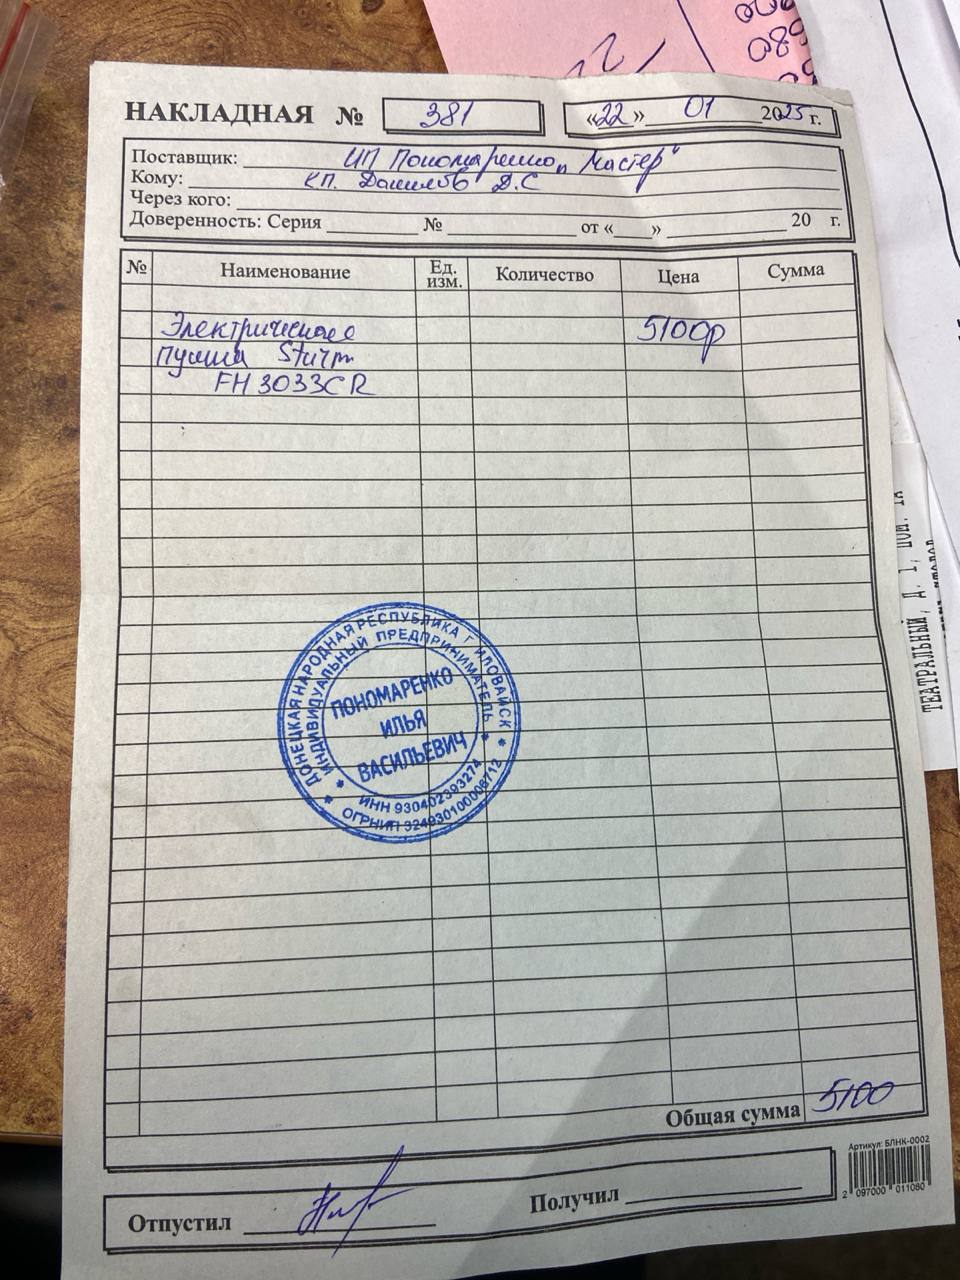 НАКЛАДНАЯ № 381 «22» 01 2025 г.
Поставщик: ИП Пономаренко „Мастер"
Кому: КП. Данилов Д.С
Через кого:
Доверенность: Серия № от « » 20 г.
№ Наименование Ед. изм. Количество Цена Сумма
Электрическая 5100р
пушка Sturm
FH3033CR
ДОНЕЦКАЯ НАРОДНАЯ РЕСПУБЛИКА Г ИЛОВАЙСК
ИНДИВИДУАЛЬНЫЙ ПРЕДПРИНИМАТЕЛЬ
ПОНОМАРЕНКО
ИЛЬЯ
ВАСИЛЬЕВИЧ
ИНН 930402393274
ОГРНИП 324930100006712
Общая сумма 5100
Артикул: БЛНК-0002
2 097000 011080
Отпустил Получил
ТЕАТРАЛЬНЫЙ, Д. 1, ПОМ. 1А